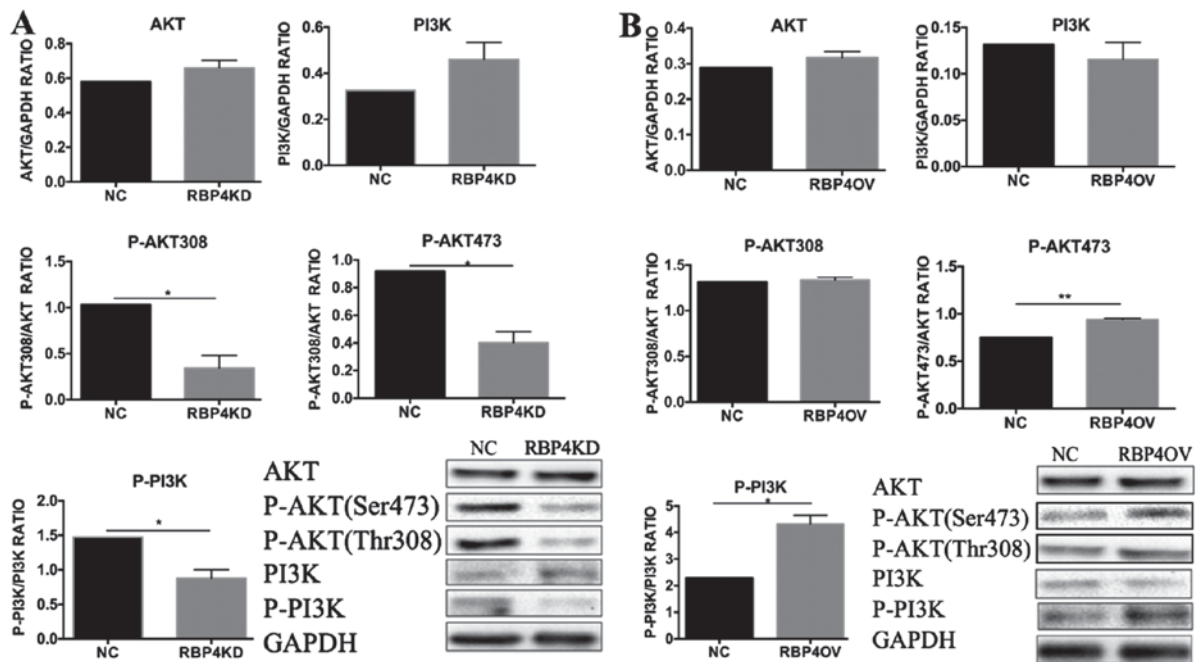 A
AKT
AKT/GAPDH RATIO
0.8
0.6
0.4
0.2
0.0
NC RBP4KD
PI3K
PI3K/GAPDH RATIO
0.6
0.4
0.2
0.0
NC RBP4KD
P-AKT308
P-AKT308/AKT RATIO
1.5
1.0
0.5
0.0
*
NC RBP4KD
P-AKT473
P-AKT308/AKT RATIO
1.0
0.8
0.6
0.4
0.2
0.0
*
NC RBP4KD
P-PI3K
P-PI3K/PI3K RATIO
2.0
1.5
1.0
0.5
0.0
*
NC RBP4KD
NC RBP4KD
AKT
P-AKT(Ser473)
P-AKT(Thr308)
PI3K
P-PI3K
GAPDH
B
AKT
AKT/GAPDH RATIO
0.4
0.3
0.2
0.1
0.0
NC RBP4OV
PI3K
PI3K/GAPDH RATIO
0.15
0.10
0.05
0.00
NC RBP4OV
P-AKT308
P-AKT308/AKT RATIO
1.5
1.0
0.5
0.0
NC RBP4OV
P-AKT473
P-AKT473/AKT RATIO
1.5
1.0
0.5
0.0
**
NC RBP4OV
P-PI3K
P-PI3K/PI3K RATIO
5
4
3
2
1
0
*
NC RBP4OV
NC RBP4OV
AKT
P-AKT(Ser473)
P-AKT(Thr308)
PI3K
P-PI3K
GAPDH